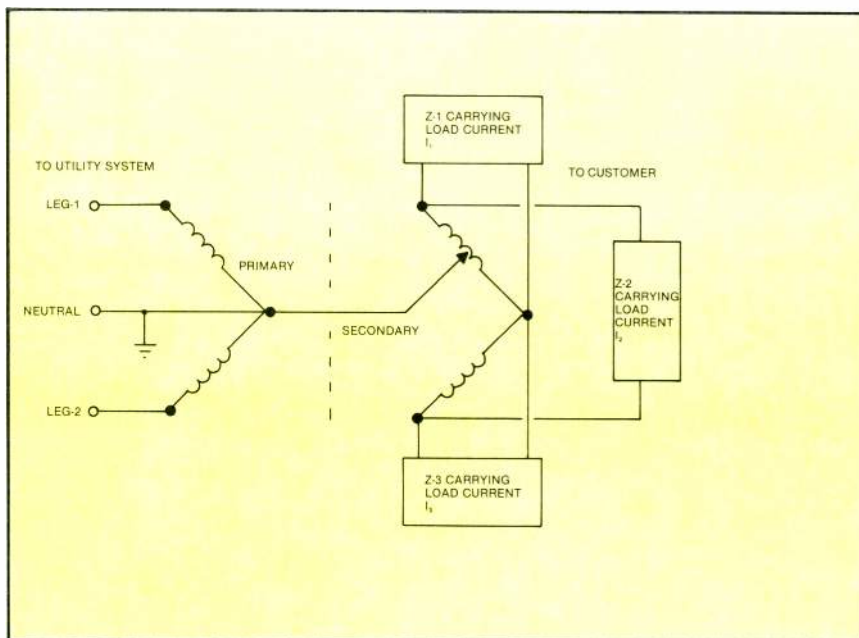 Z-1 CARRYING
LOAD CURRENT
I₁
TO UTILITY SYSTEM
TO CUSTOMER
LEG-1
PRIMARY
Z-2
CARRYING
LOAD
CURRENT
I₂
NEUTRAL
SECONDARY
LEG-2
Z-3 CARRYING
LOAD CURRENT
I₃